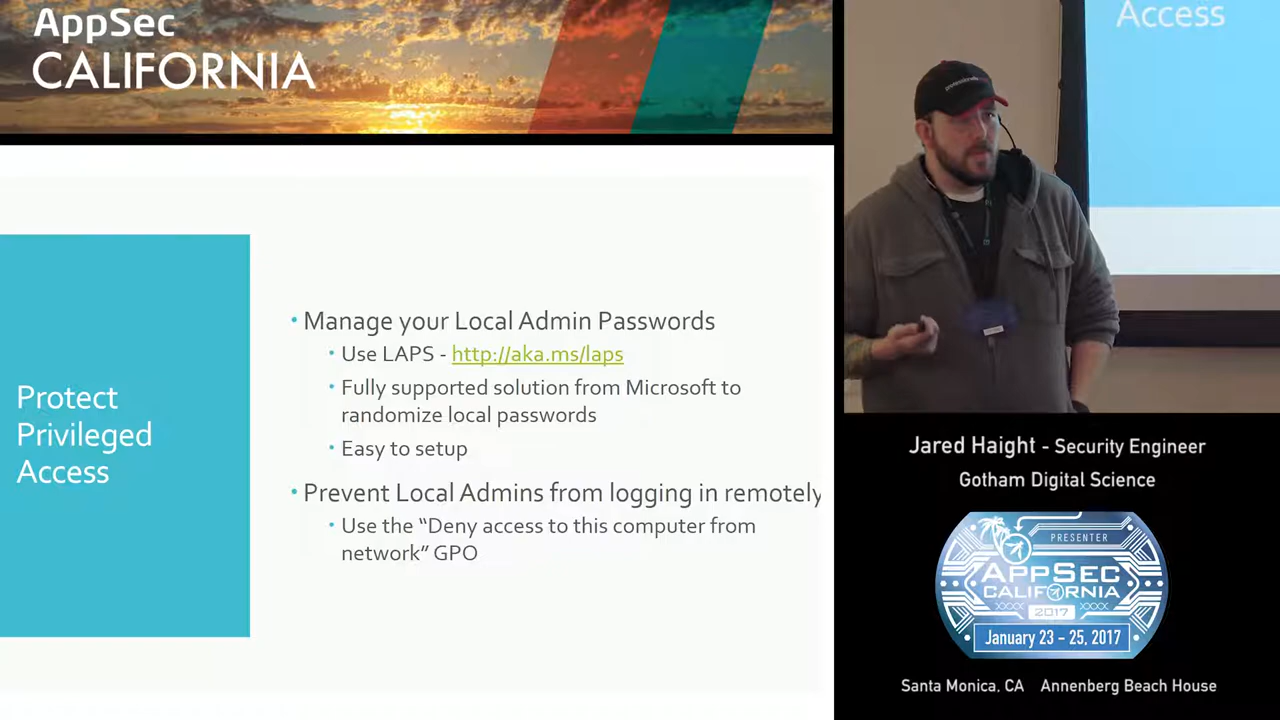 AppSec
CALIFORNIA
Access
Protect
Privileged
Access
• Manage your Local Admin Passwords
• Use LAPS - http://aka.ms/laps
• Fully supported solution from Microsoft to
randomize local passwords
• Easy to setup
• Prevent Local Admins from logging in remotely
• Use the “Deny access to this computer from
network” GPO
Jared Haight - Security Engineer
Gotham Digital Science
PRESENTER
APPSEC
CALIFORNIA
2017
January 23 - 25, 2017
Santa Monica, CA Annenberg Beach House